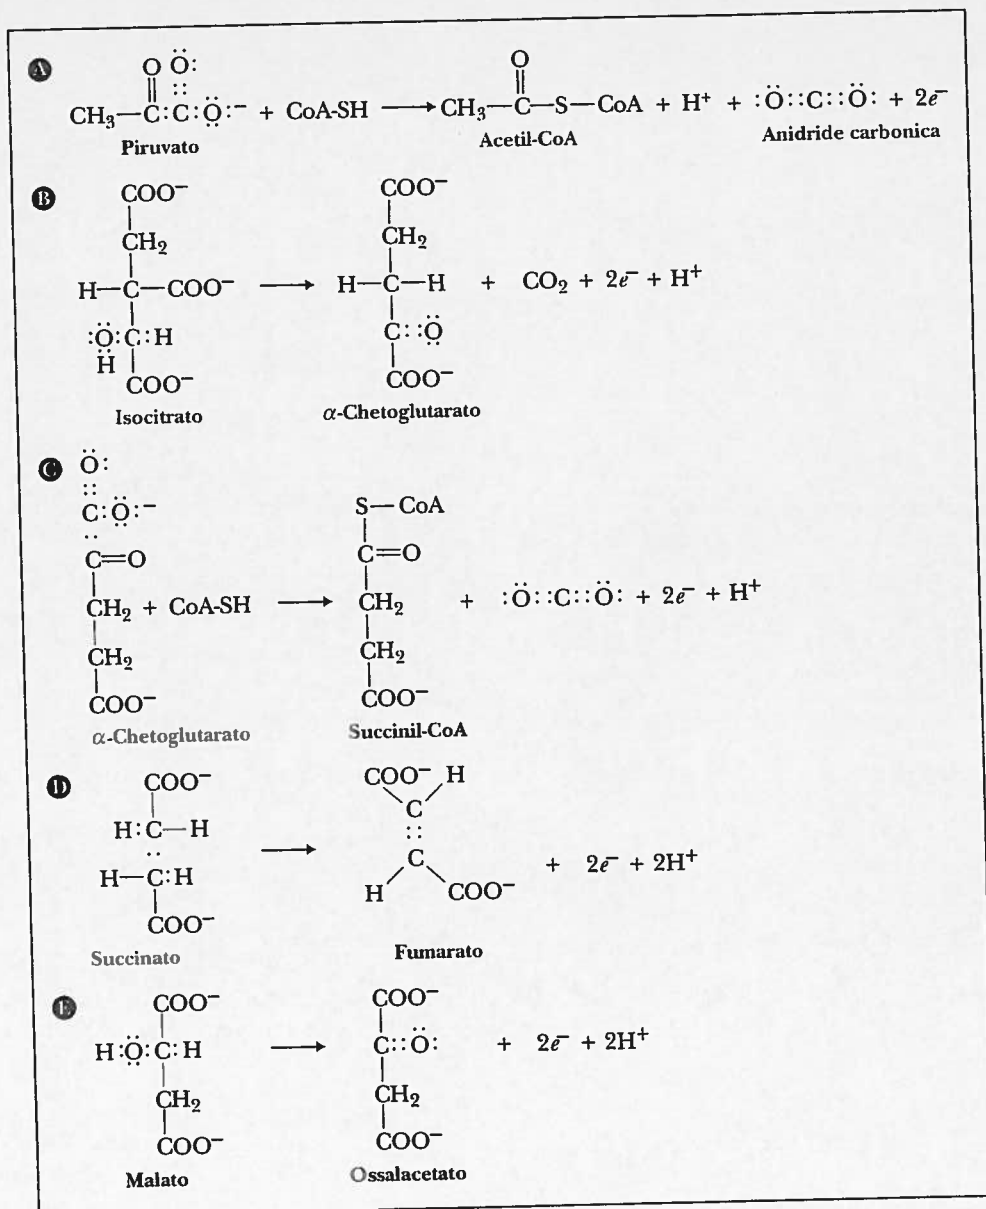 A
O Ö:
‖ ::
CH₃—C:C:Ö:⁻ + CoA-SH ⟶ CH₃—C—S—CoA + H⁺ + :Ö::C::Ö: + 2e⁻
O
‖
Piruvato Acetil-CoA Anidride carbonica
B
COO⁻ COO⁻
CH₂ CH₂
H—C—COO⁻ ⟶ H—C—H + CO₂ + 2e⁻ + H⁺
:Ö:C:H C::Ö
H
COO⁻ COO⁻
Isocitrato α-Chetoglutarato
C
Ö:
::
C:Ö:⁻ S—CoA
..
C=O C=O
CH₂ + CoA-SH ⟶ CH₂ + :Ö::C::Ö: + 2e⁻ + H⁺
CH₂ CH₂
COO⁻ COO⁻
α-Chetoglutarato Succinil-CoA
D
COO⁻ COO⁻ H
H:C—H C
.. ::
H—C:H ⟶ C + 2e⁻ + 2H⁺
COO⁻ H COO⁻
Succinato Fumarato
E
COO⁻ COO⁻
H:Ö:C:H ⟶ C::Ö: + 2e⁻ + 2H⁺
CH₂ CH₂
COO⁻ COO⁻
Malato Ossalacetato